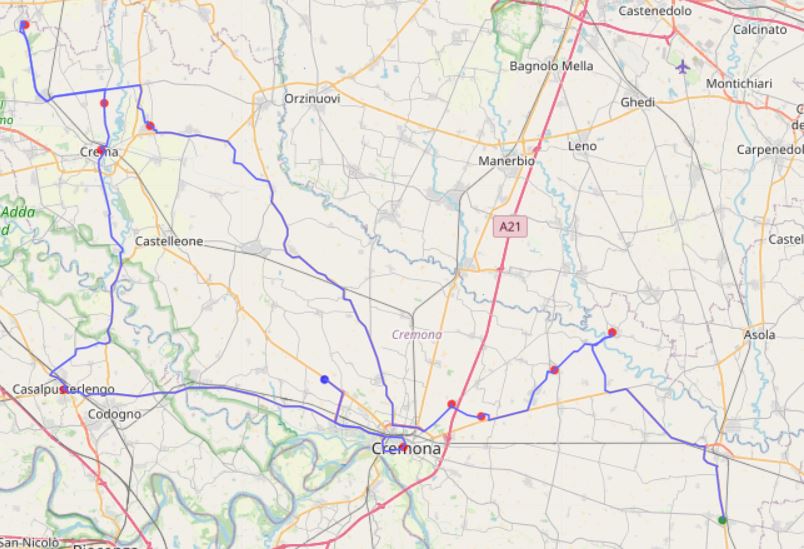 Castenedolo
Calcinato
Bagnolo Mella
Montichiari
Orzinuovi
Ghedi
Leno
Carpenedol
Crema
Manerbio
Adda
d
A21
Castelleone
Castel
Cremona
Asola
Casalpusterlengo
Codogno
Cremona
San Nicolò